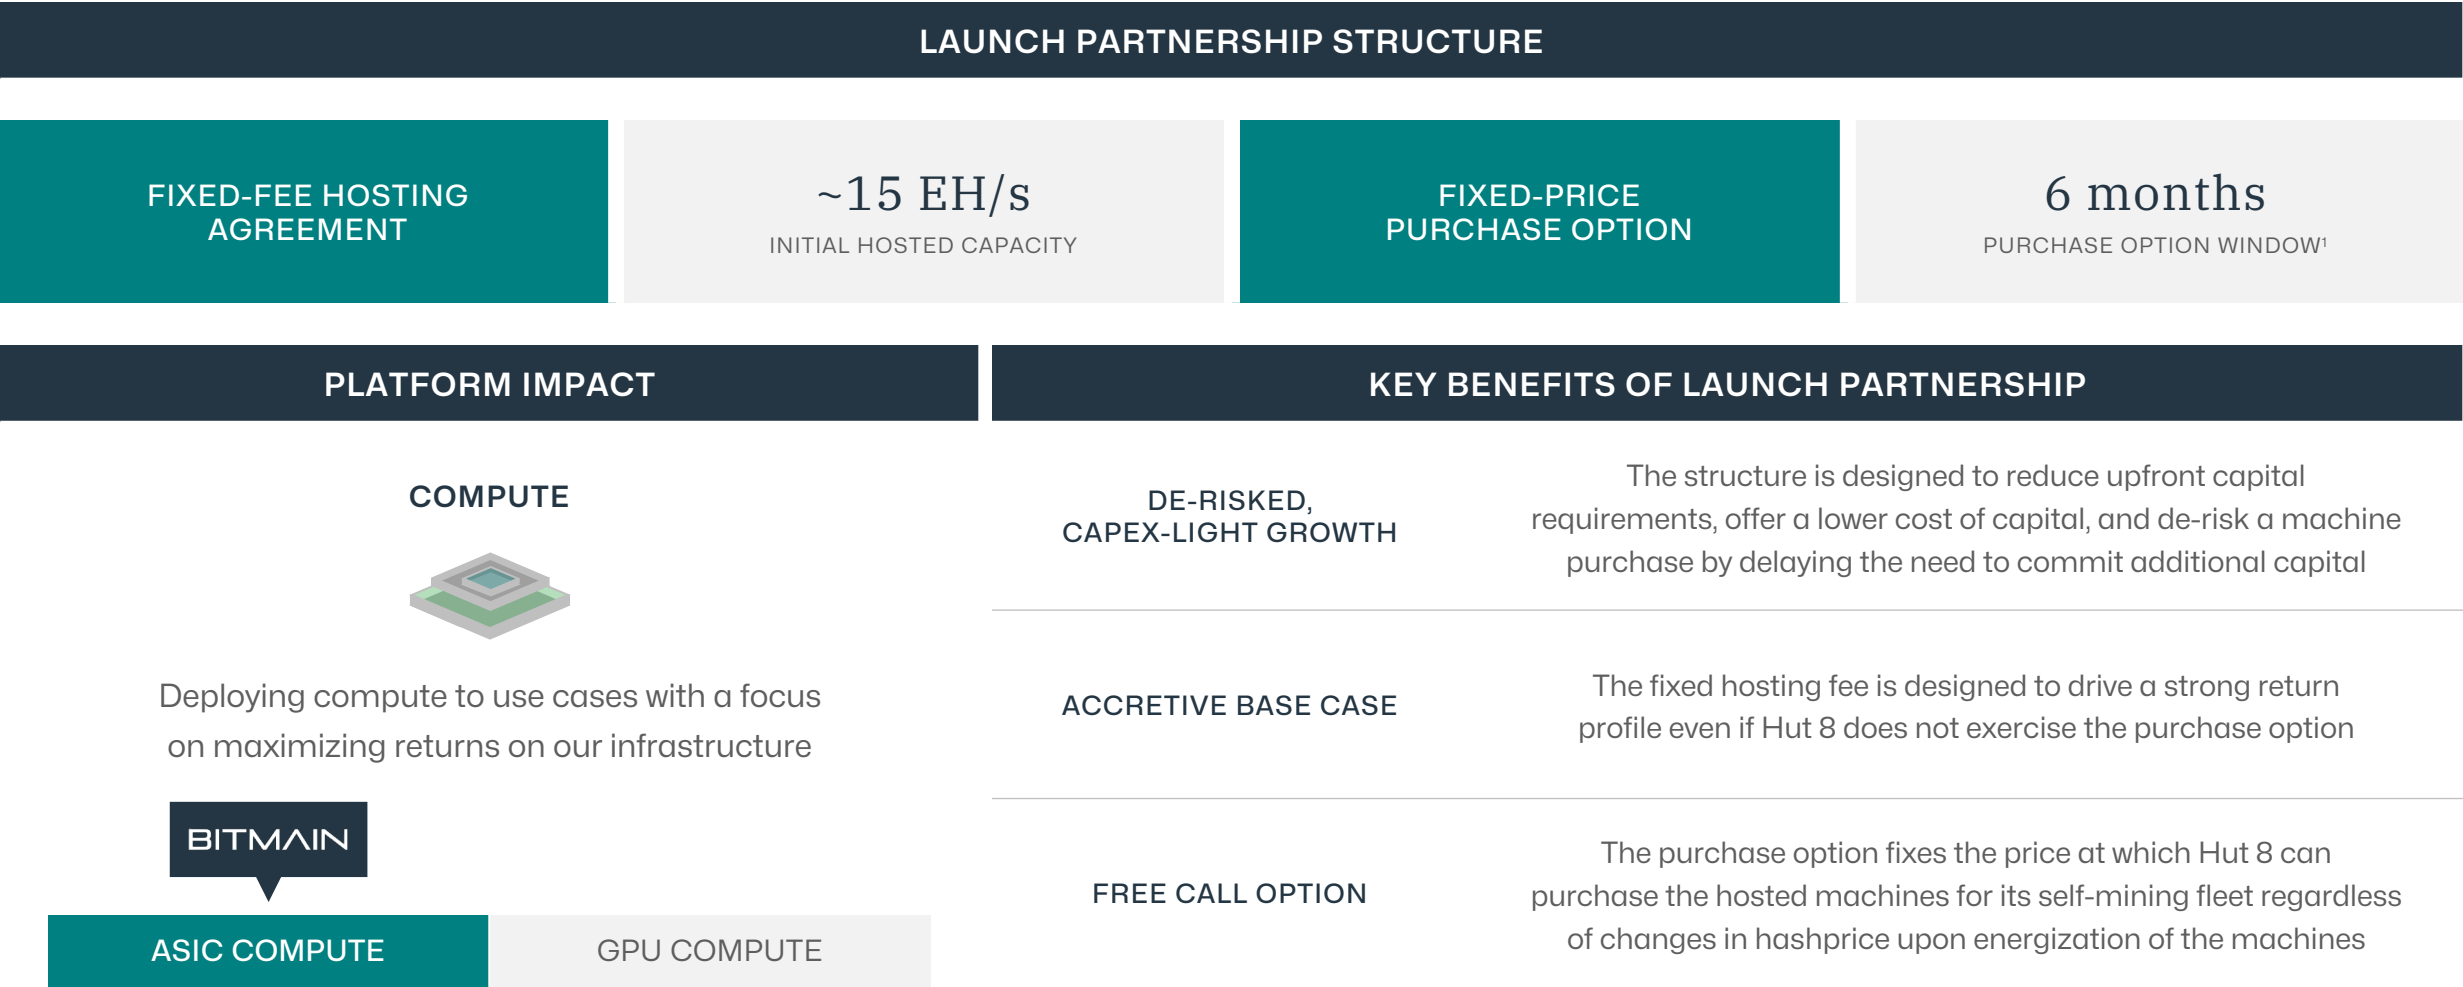 LAUNCH PARTNERSHIP STRUCTURE
FIXED-FEE HOSTING
AGREEMENT
~15 EH/s
INITIAL HOSTED CAPACITY
FIXED-PRICE
PURCHASE OPTION
6 months
PURCHASE OPTION WINDOW¹
PLATFORM IMPACT
COMPUTE
Deploying compute to use cases with a focus
on maximizing returns on our infrastructure
BITMAIN
ASIC COMPUTE
GPU COMPUTE
KEY BENEFITS OF LAUNCH PARTNERSHIP
DE-RISKED,
CAPEX-LIGHT GROWTH
The structure is designed to reduce upfront capital
requirements, offer a lower cost of capital, and de-risk a machine
purchase by delaying the need to commit additional capital
ACCRETIVE BASE CASE
The fixed hosting fee is designed to drive a strong return
profile even if Hut 8 does not exercise the purchase option
FREE CALL OPTION
The purchase option fixes the price at which Hut 8 can
purchase the hosted machines for its self-mining fleet regardless
of changes in hashprice upon energization of the machines